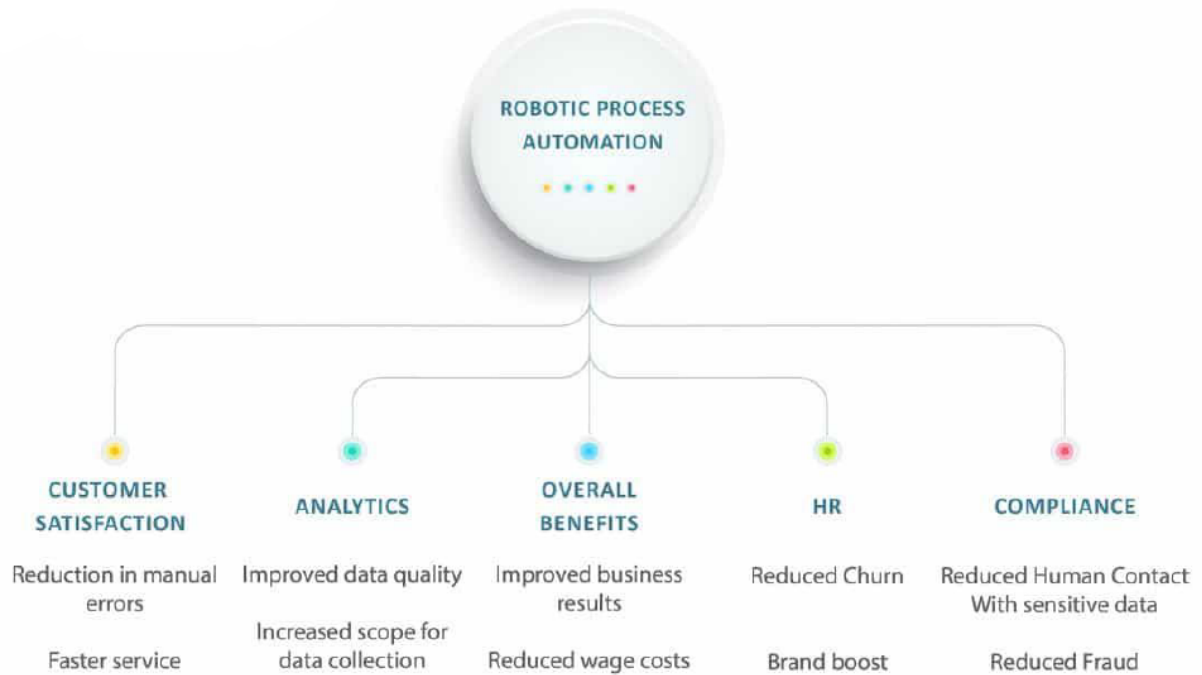 ROBOTIC PROCESS
AUTOMATION
CUSTOMER
SATISFACTION
Reduction in manual
errors
Faster service
ANALYTICS
Improved data quality
Increased scope for
data collection
OVERALL
BENEFITS
Improved business
results
Reduced wage costs
HR
Reduced Churn
Brand boost
COMPLIANCE
Reduced Human Contact
With sensitive data
Reduced Fraud